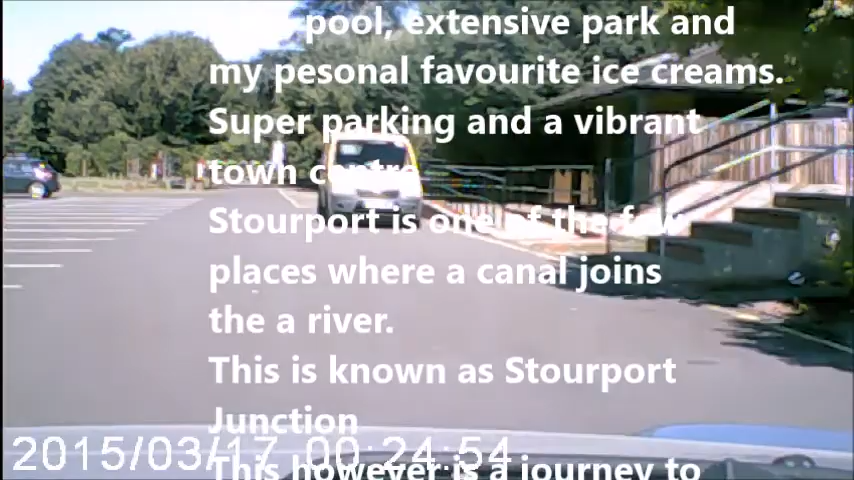 pool, extensive park and
my pesonal favourite ice creams.
Super parking and a vibrant
town centre
Stourport is one of the few
places where a canal joins
the a river.
This is known as Stourport
Junction
2015/03/17 00:24:54
This however is a journey to